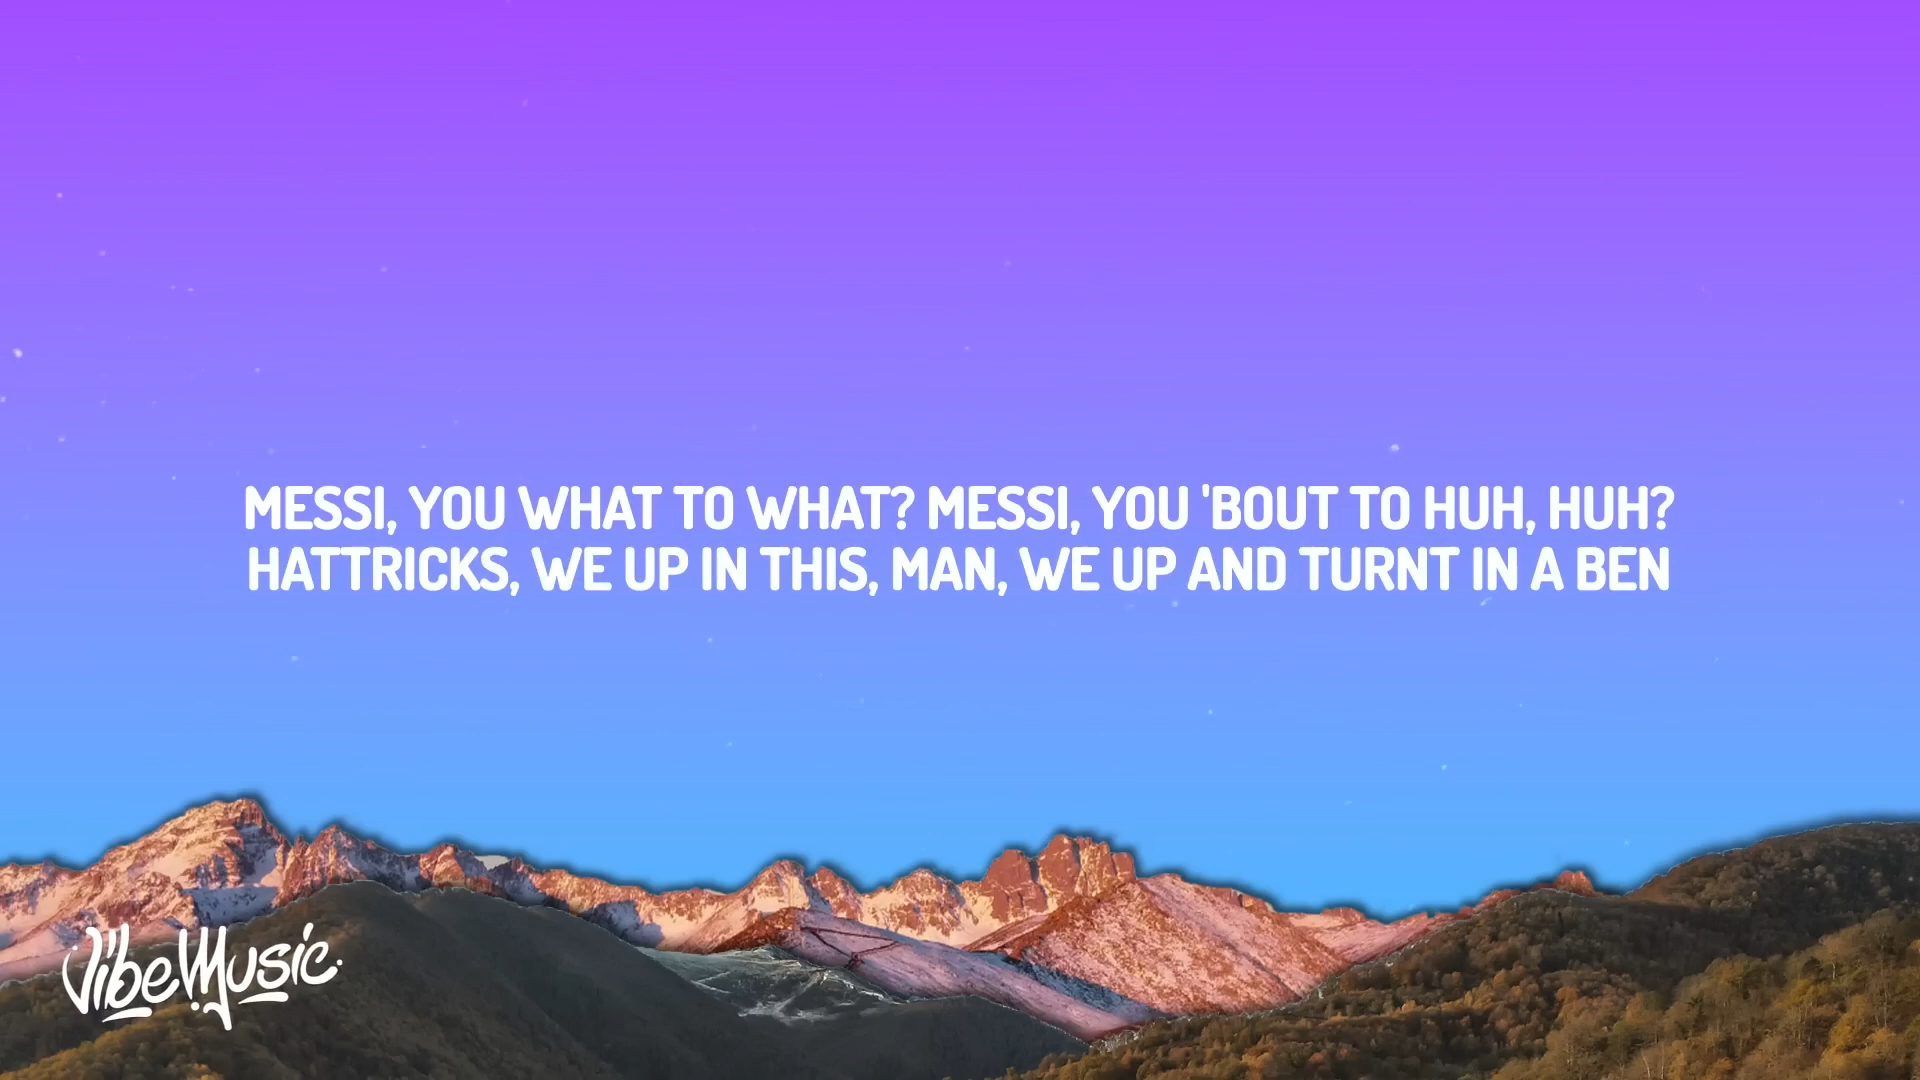 MESSI, YOU WHAT TO WHAT? MESSI, YOU 'BOUT TO HUH, HUH?
HATTRICKS, WE UP IN THIS, MAN, WE UP AND TURNT IN A BEN
VibeMusic.